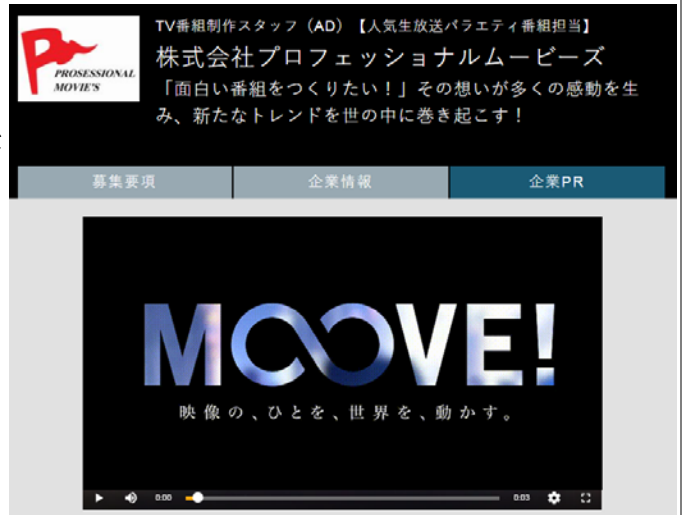 TV番組制作スタッフ（AD）【人気生放送バラエティ番組担当】
株式会社プロフェッショナルムービーズ
「面白い番組をつくりたい！」その想いが多くの感動を生
み、新たなトレンドを世の中に巻き起こす！
PROSESSIONAL
MOVIE'S
募集要項
企業情報
企業PR
MOOVE!
映像の、ひとを、世界を、動かす。
0:00
0:03